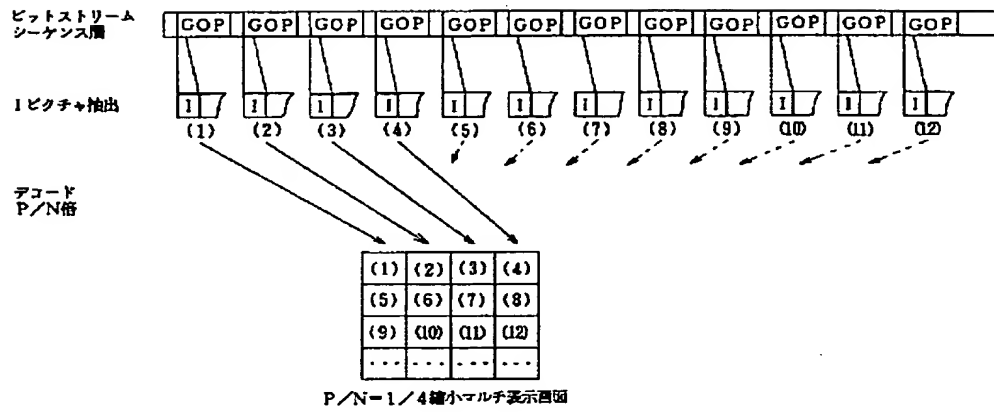 ビットストリーム
シーケンス層
GOP GOP GOP GOP GOP GOP GOP GOP GOP GOP GOP GOP
Iピクチャ抽出
I I I I I I I I I I I I
(1) (2) (3) (4) (5) (6) (7) (8) (9) (10) (11) (12)
デコード
P/N倍
(1) (2) (3) (4)
(5) (6) (7) (8)
(9) (10) (11) (12)
... ... ... ...
P/N=1/4縮小マルチ表示画図